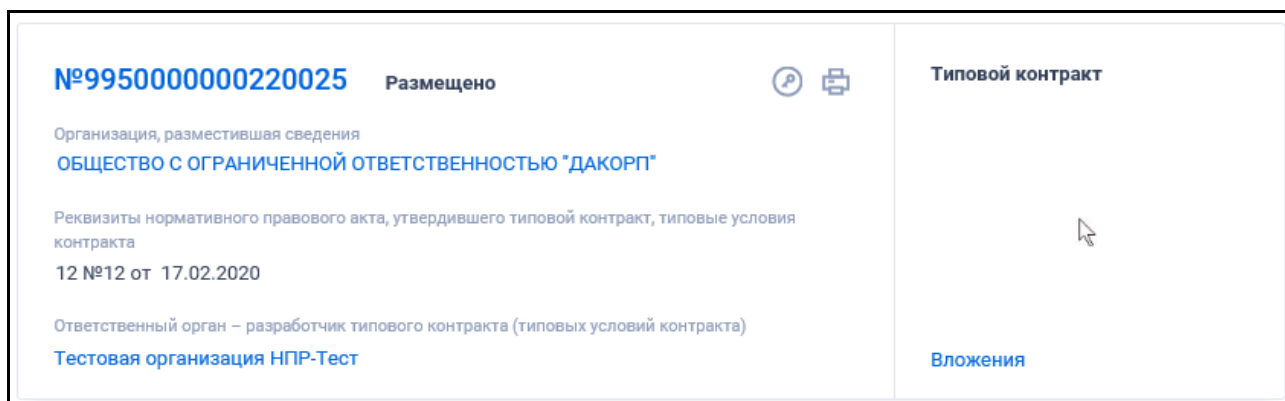 №9950000000220025 Размещено
Типовой контракт
Организация, разместившая сведения
ОБЩЕСТВО С ОГРАНИЧЕННОЙ ОТВЕТСТВЕННОСТЬЮ "ДАКОРП"
Реквизиты нормативного правового акта, утвердившего типовой контракт, типовые условия
контракта
12 №12 от 17.02.2020
Ответственный орган – разработчик типового контракта (типовых условий контракта)
Тестовая организация НПР-Тест
Вложения